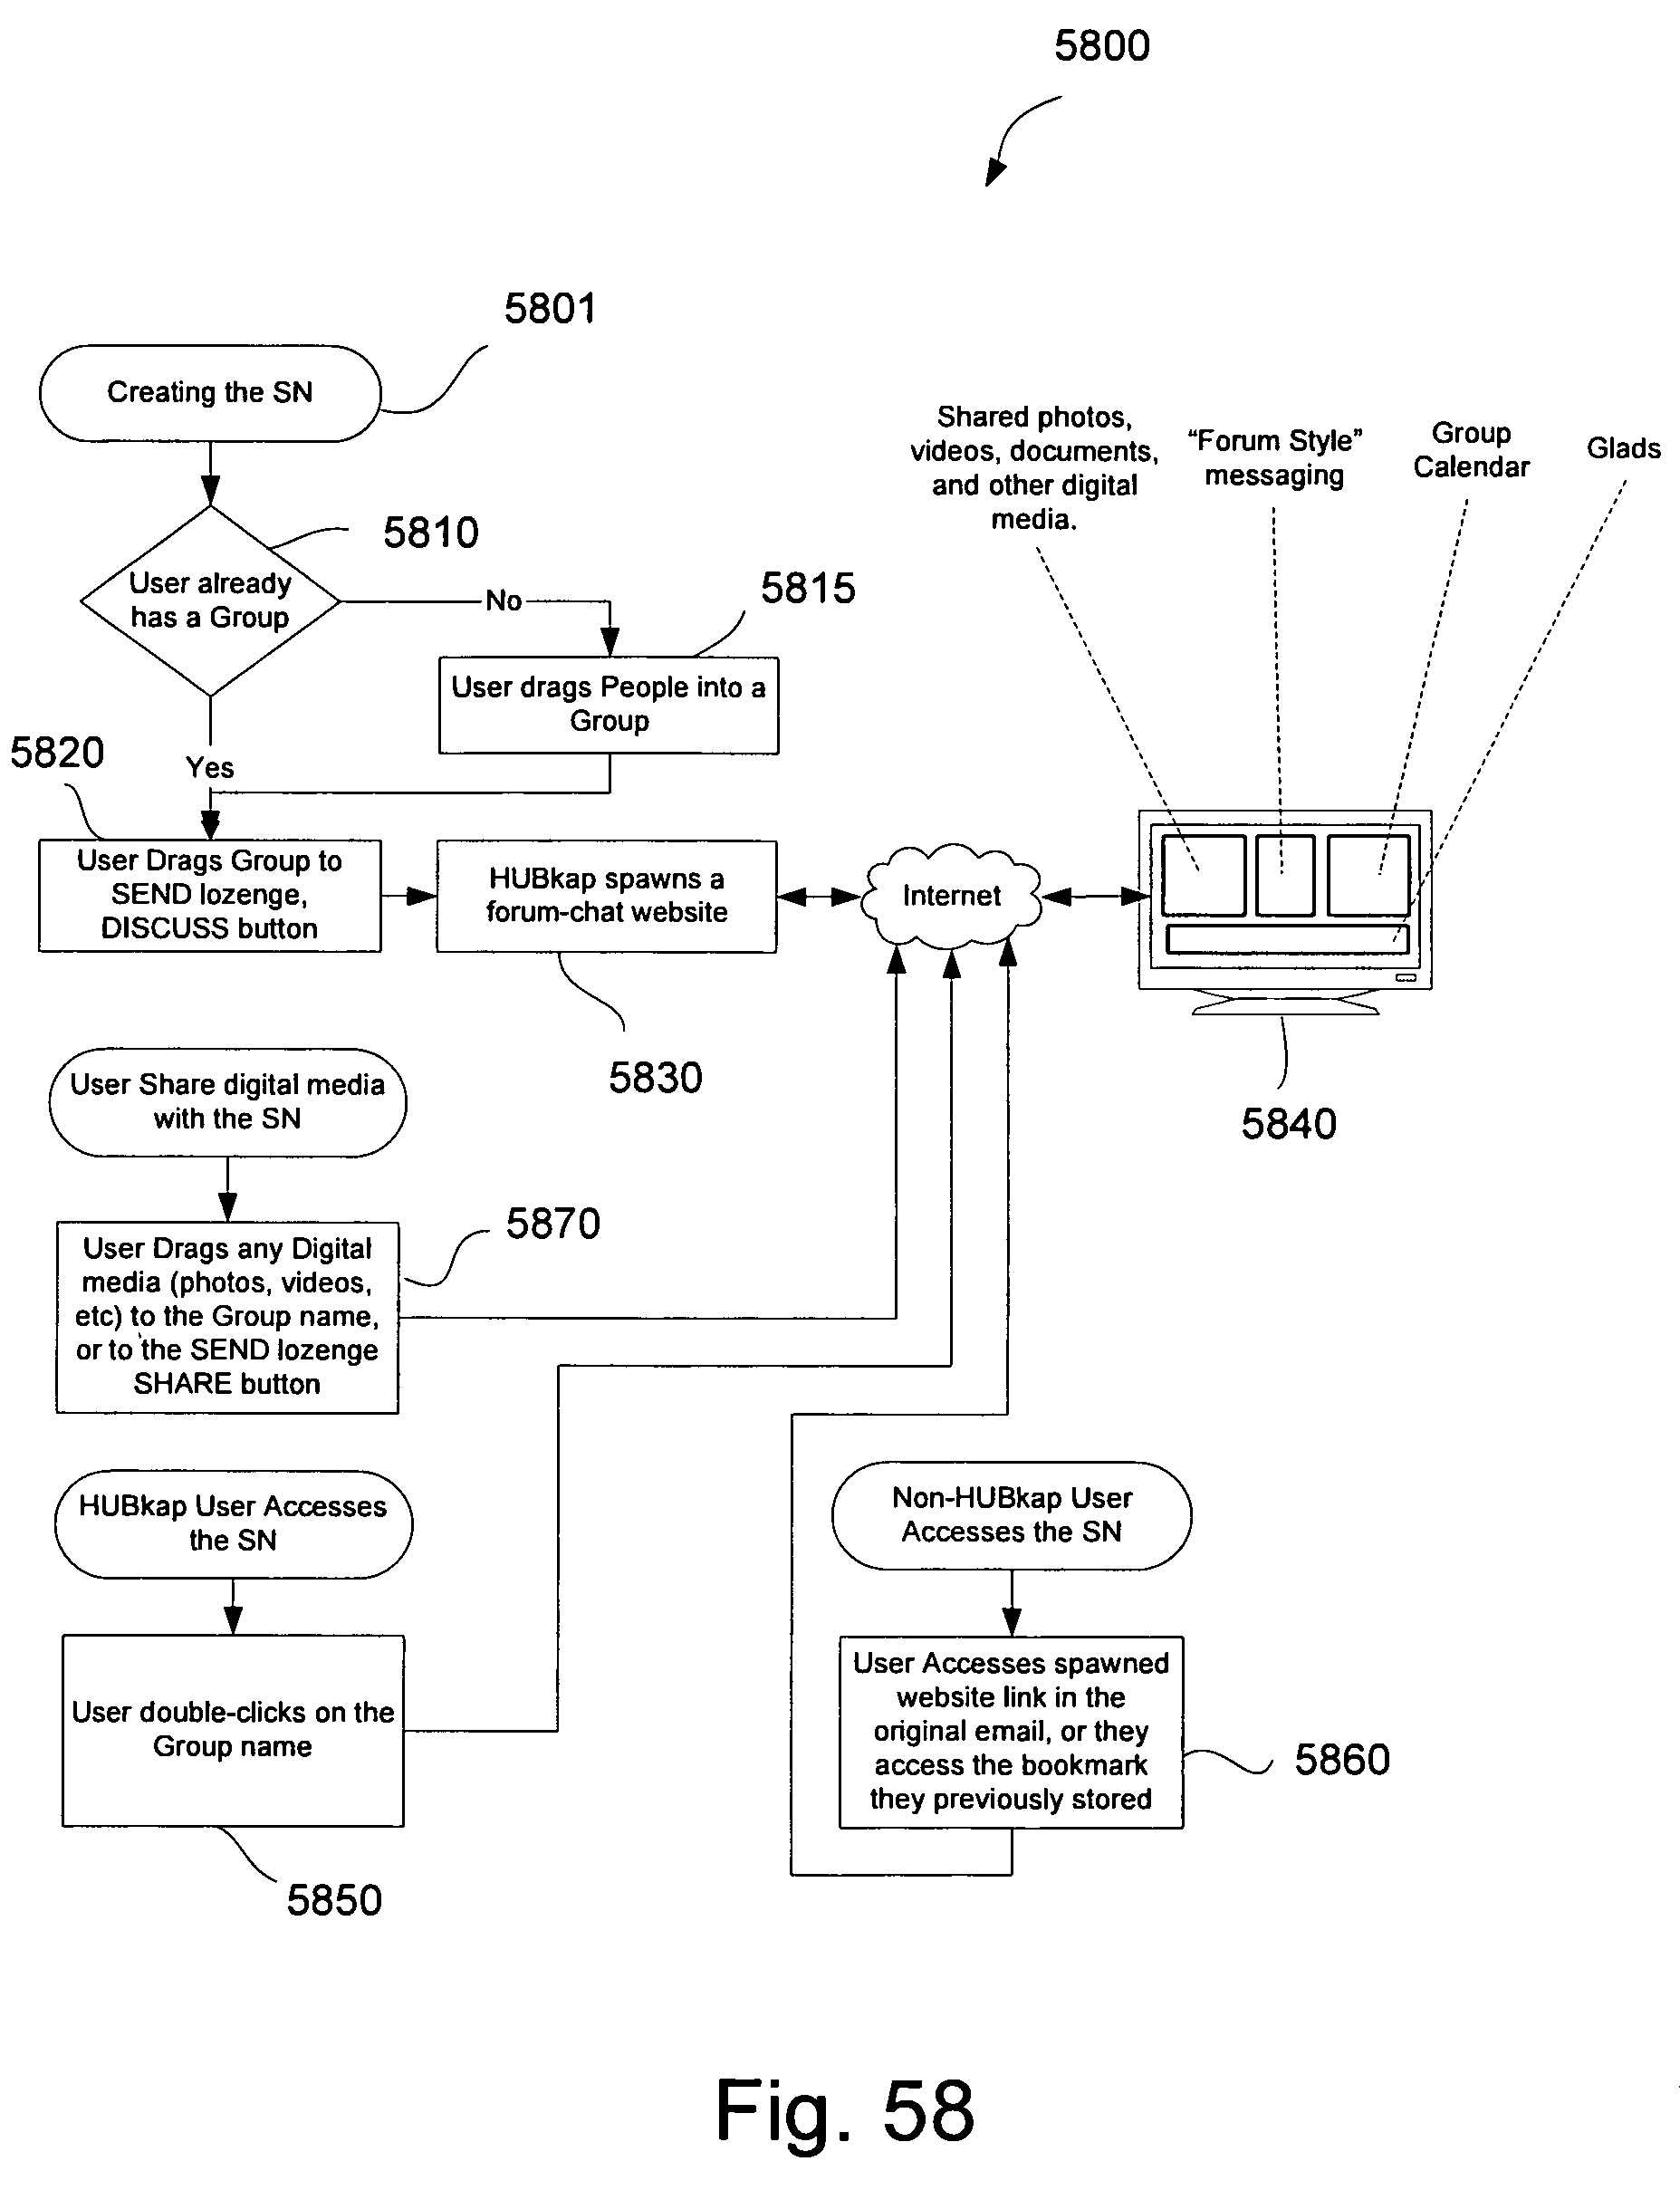 5800
5801
Creating the SN
Shared photos,
videos, documents,
and other digital
media.
“Forum Style”
messaging
Group
Calendar
Glads
5810
User already
has a Group
No
5815
User drags People into a
Group
Yes
5820
User Drags Group to
SEND lozenge,
DISCUSS button
HUBkap spawns a
forum-chat website
Internet
5830
5840
User Share digital media
with the SN
5870
User Drags any Digital
media (photos, videos,
etc) to the Group name,
or to the SEND lozenge
SHARE button
HUBkap User Accesses
the SN
User double-clicks on the
Group name
5850
Non-HUBkap User
Accesses the SN
User Accesses spawned
website link in the
original email, or they
access the bookmark
they previously stored
5860
Fig. 58